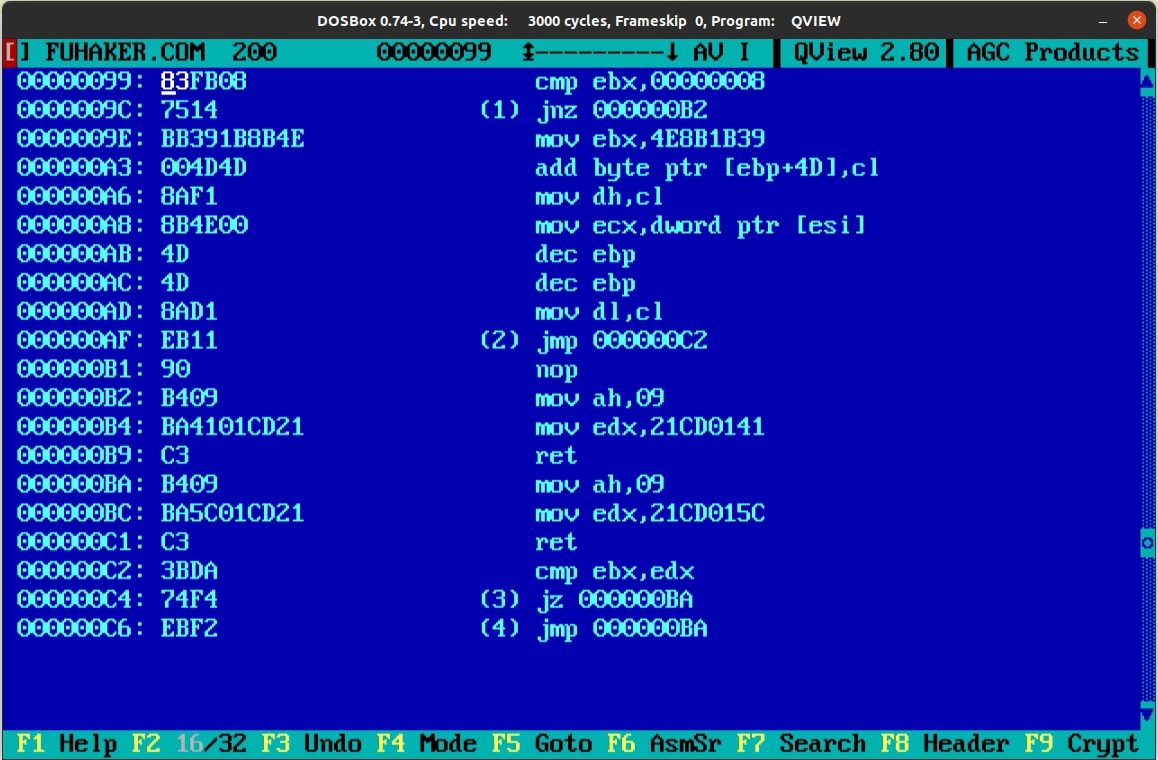 DOSBox 0.74-3, Cpu speed: 3000 cycles, Frameskip 0, Program: QVIEW
[ ] FUHAKER.COM 200 00000099 ↨---------↓ AV I QView 2.80 AGC Products
00000099: 83FB08 cmp ebx,00000008
0000009C: 7514 (1) jnz 000000B2
0000009E: BB391B8B4E mov ebx,4E8B1B39
000000A3: 004D4D add byte ptr [ebp+4D],cl
000000A6: 8AF1 mov dh,cl
000000A8: 8B4E00 mov ecx,dword ptr [esi]
000000AB: 4D dec ebp
000000AC: 4D dec ebp
000000AD: 8AD1 mov dl,cl
000000AF: EB11 (2) jmp 000000C2
000000B1: 90 nop
000000B2: B409 mov ah,09
000000B4: BA4101CD21 mov edx,21CD0141
000000B9: C3 ret
000000BA: B409 mov ah,09
000000BC: BA5C01CD21 mov edx,21CD015C
000000C1: C3 ret
000000C2: 3BDA cmp ebx,edx
000000C4: 74F4 (3) jz 000000BA
000000C6: EBF2 (4) jmp 000000BA
F1 Help F2 16/32 F3 Undo F4 Mode F5 Goto F6 AsmSr F7 Search F8 Header F9 Crypt